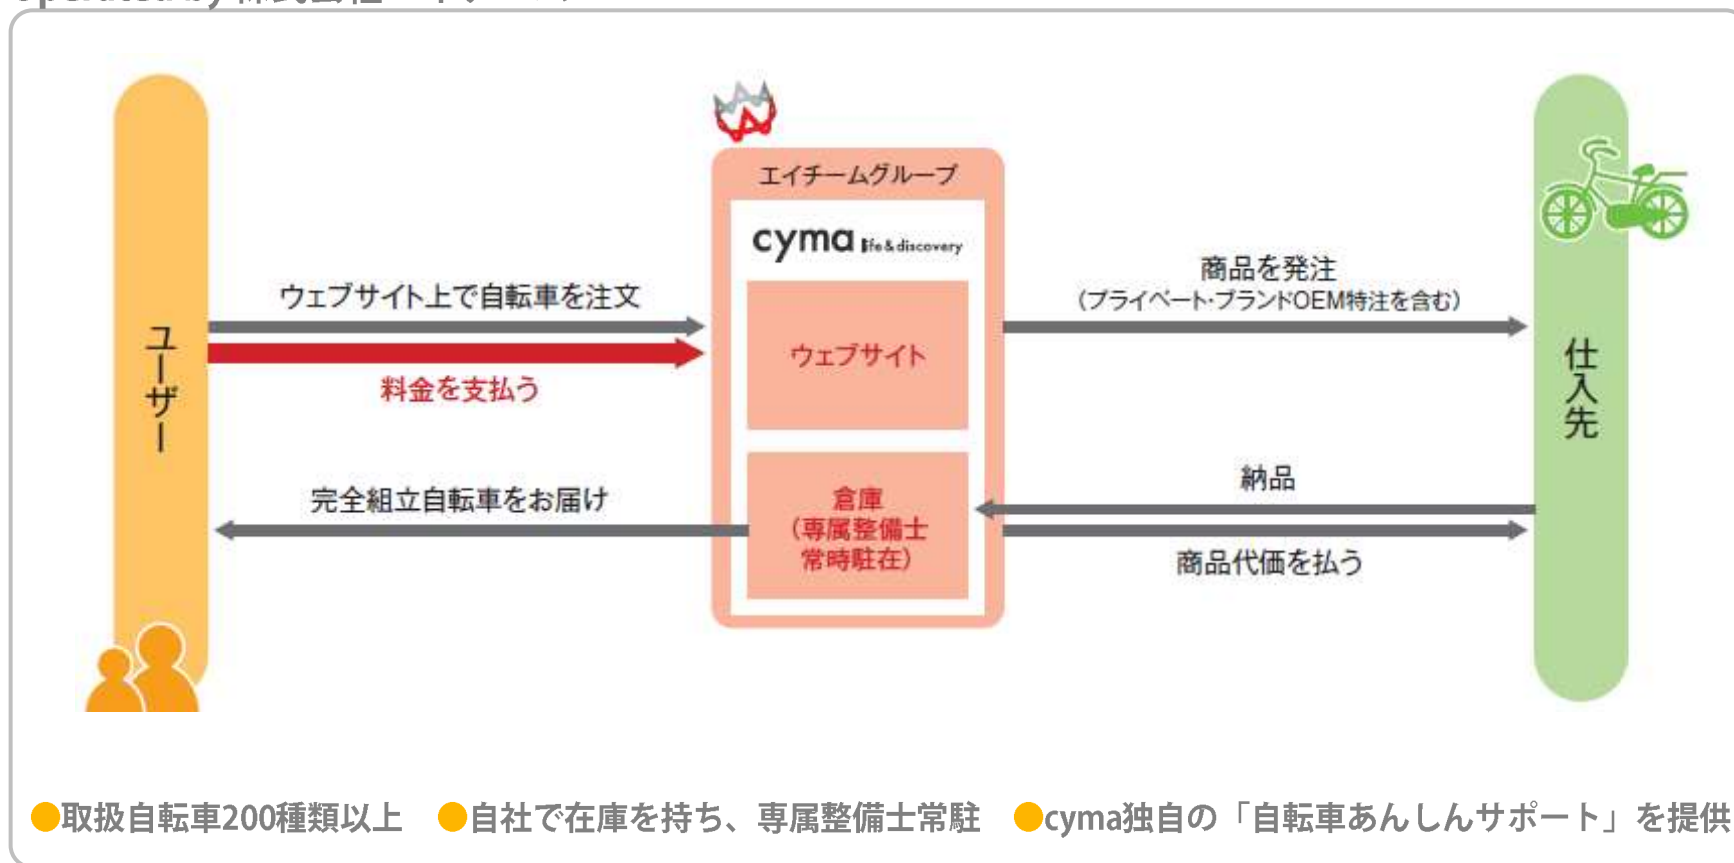 operated by 株式会社
エイチームグループ
cyma life & discovery
ウェブサイト上で自転車を注文
料金を支払う
完全組立自転車をお届け
ユーザー
ウェブサイト
倉庫
(専属整備士
常時駐在)
商品を発注
(プライベート・ブランドOEM特注を含む)
納品
商品代価を払う
仕入先
●取扱自転車200種類以上 ●自社で在庫を持ち、専属整備士常駐 ●cyma独自の「自転車あんしんサポート」を提供